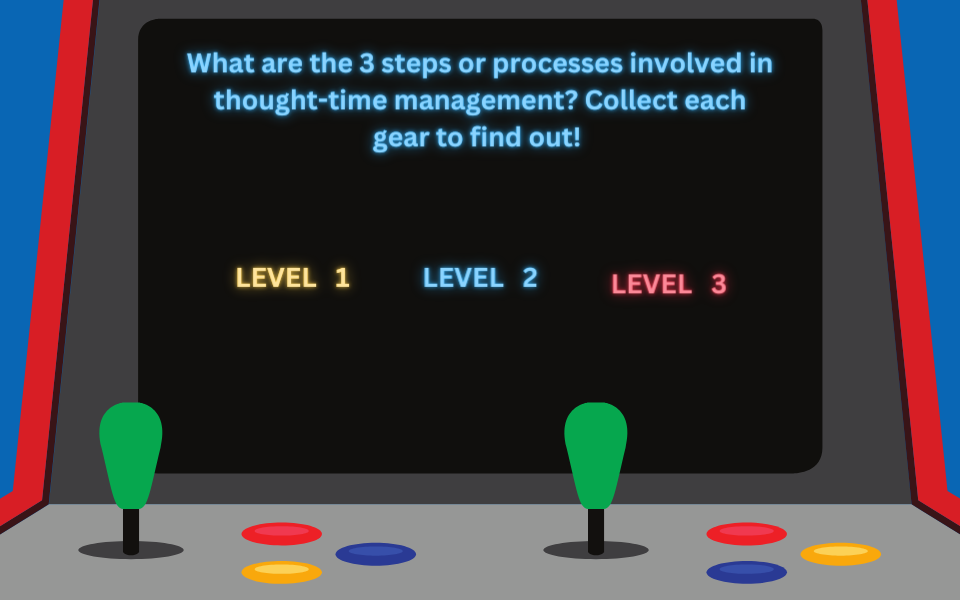 What are the 3 steps or processes involved in
thought-time management? Collect each
gear to find out!
LEVEL 1
LEVEL 2
LEVEL 3